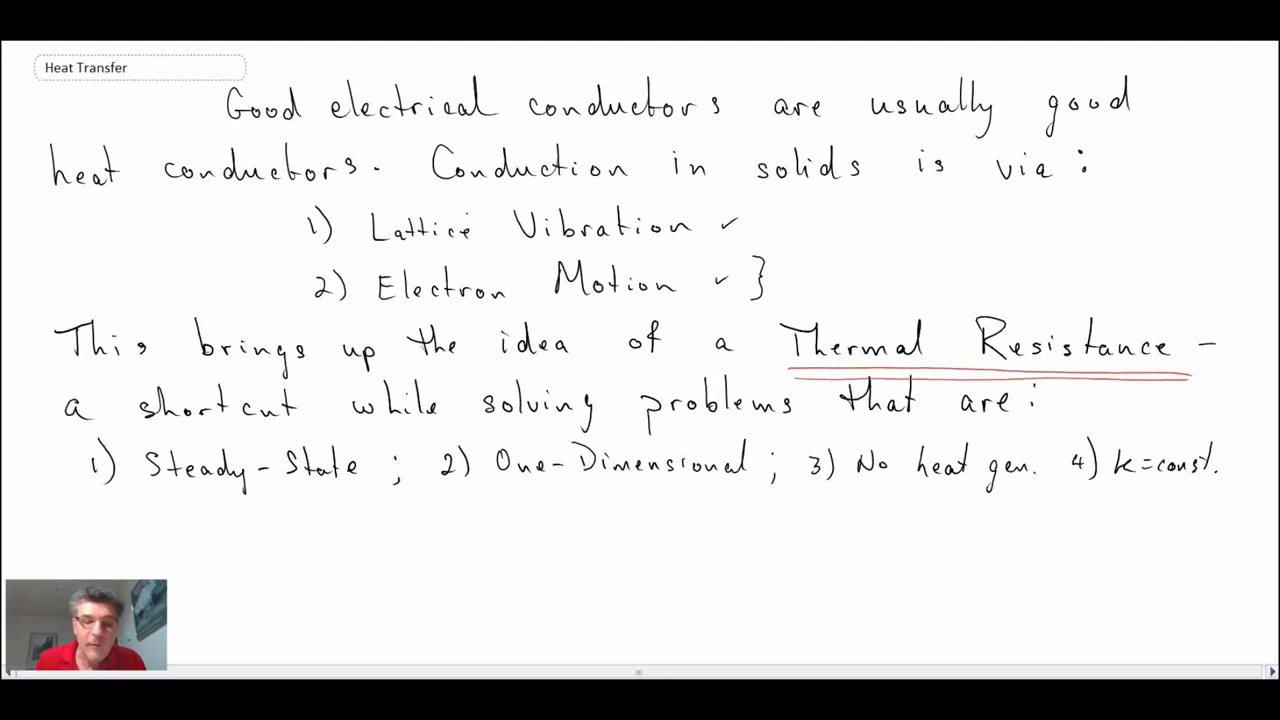 Heat Transfer
Good electrical conductors are usually good
heat conductors. Conduction in solids is via:
1) Lattice Vibration ✓
2) Electron Motion ✓ }
This brings up the idea of a Thermal Resistance -
a shortcut while solving problems that are:
1) Steady-State ; 2) One-Dimensional ; 3) No heat gen. 4) k=const.